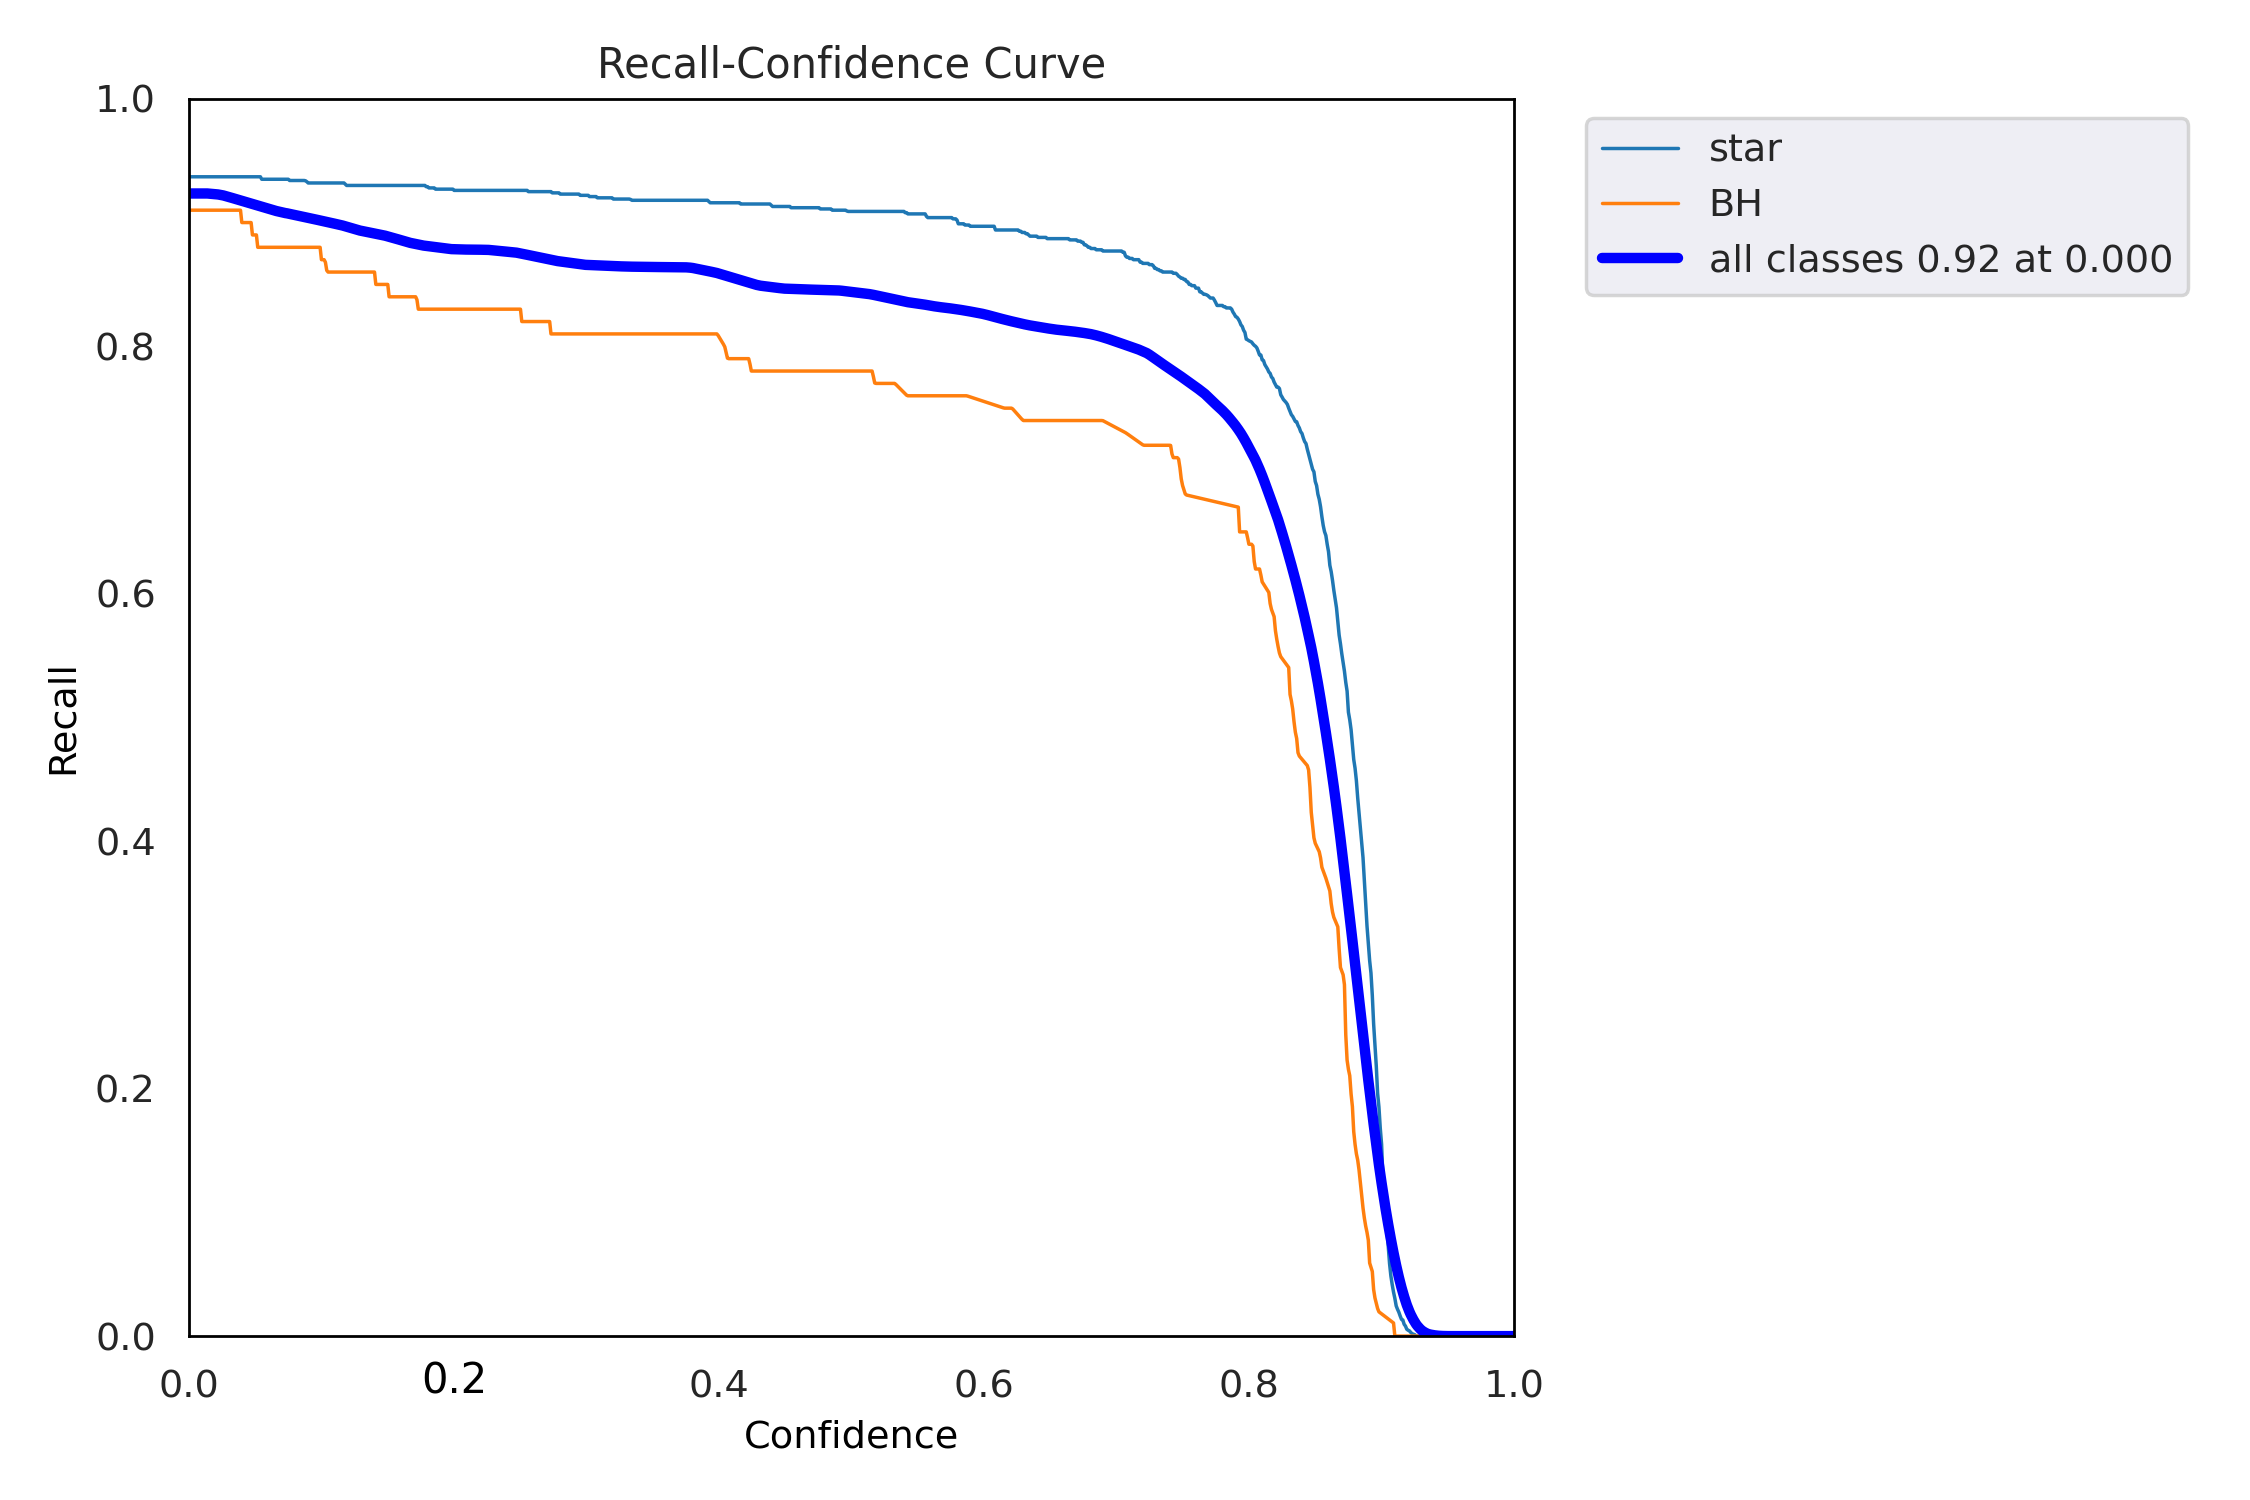 Recall-Confidence Curve
1.0
0.8
0.6
0.4
0.2
0.0
Recall
0.0 0.2 0.4 0.6 0.8 1.0
Confidence
star
BH
all classes 0.92 at 0.000